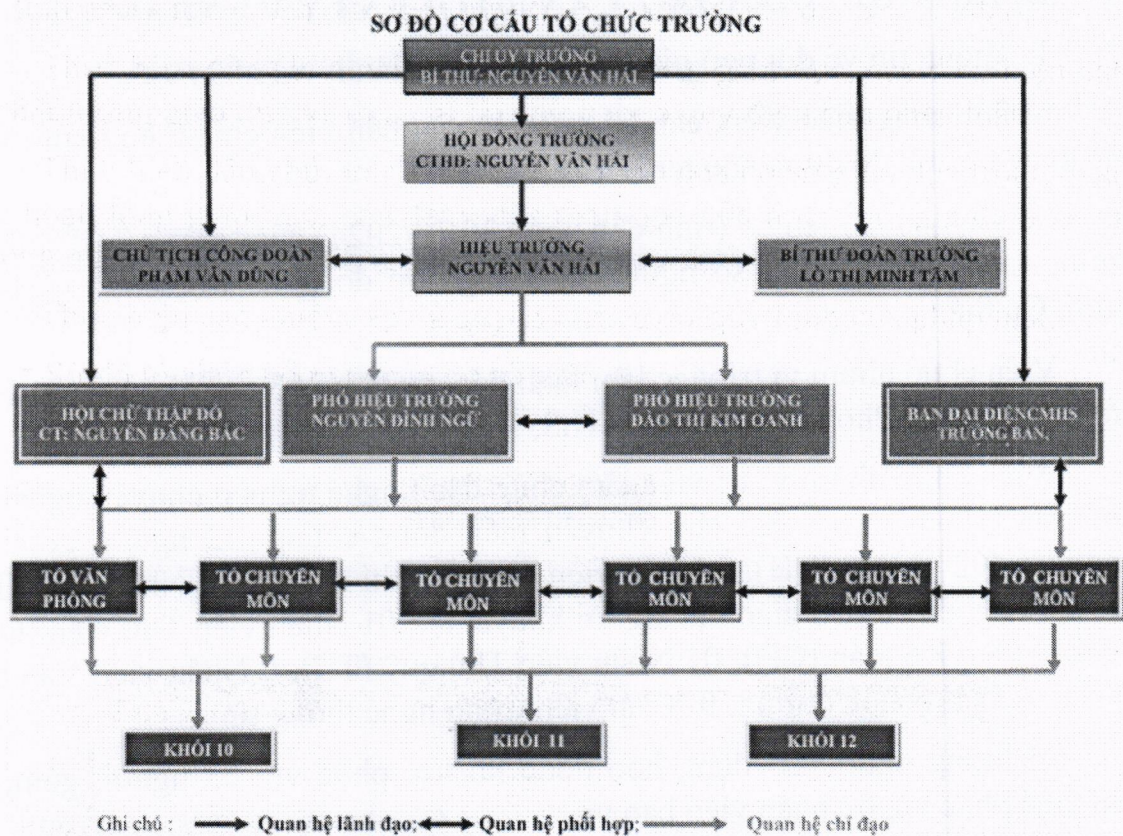 SƠ ĐỒ CƠ CẤU TỔ CHỨC TRƯỜNG
CHI ỦY TRƯỜNG
BÍ THƯ-NGUYỄN VĂN HẢI
HỘI ĐỒNG TRƯỜNG
CTHĐ: NGUYỄN VĂN HẢI
CHỦ TỊCH CÔNG ĐOÀN
PHẠM VĂN DŨNG
HIỆU TRƯỞNG
NGUYỄN VĂN HẢI
BÍ THƯ ĐOÀN TRƯỜNG
LÒ THỊ MINH TÂM
HỘI CHỮ THẬP ĐỎ
CT: NGUYỄN ĐĂNG BẮC
PHÓ HIỆU TRƯỞNG
NGUYỄN ĐÌNH NGŨ
PHÓ HIỆU TRƯỞNG
ĐÀO THỊ KIM OANH
BAN ĐẠI DIỆNCMHS
TRƯỞNG BAN;
TỔ VĂN
PHÒNG
TỔ CHUYÊN
MÔN
TỔ CHUYÊN
MÔN
TỔ CHUYÊN
MÔN
TỔ CHUYÊN
MÔN
TỔ CHUYÊN
MÔN
KHỐI 10
KHỐI 11
KHỐI 12
Ghi chú : Quan hệ lãnh đạo; Quan hệ phối hợp; Quan hệ chỉ đạo